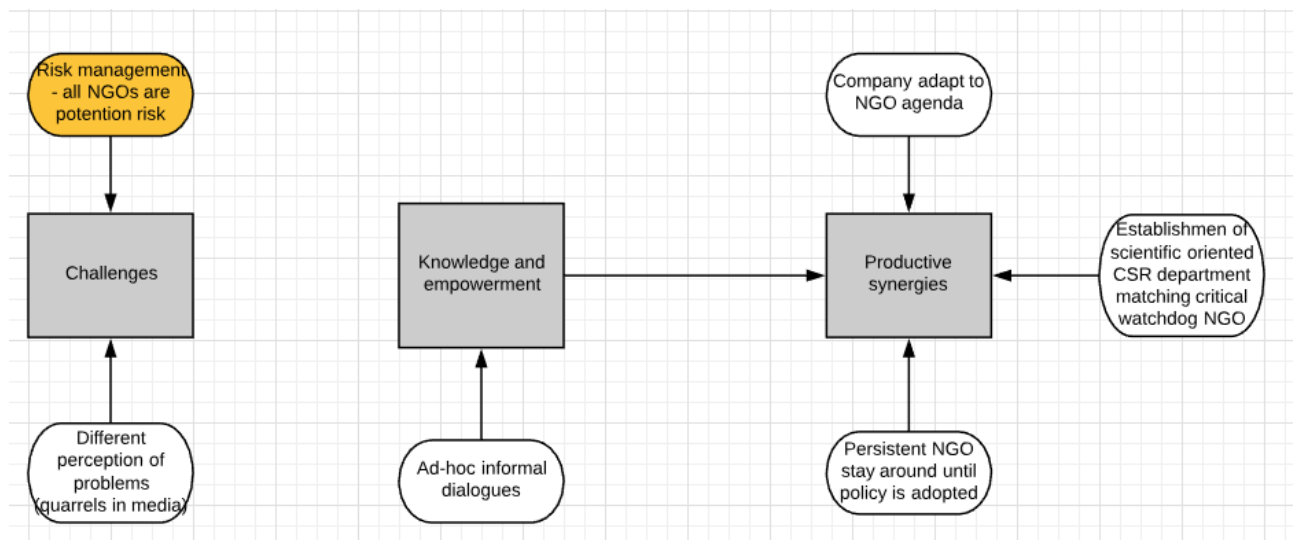 Risk management
- all NGOs are
potention risk
Company adapt to
NGO agenda
Challenges
Knowledge and
empowerment
Productive
synergies
Establishmen of
scientific oriented
CSR department
matching critical
watchdog NGO
Different
perception of
problems
(quarrels in media)
Ad-hoc informal
dialogues
Persistent NGO
stay around until
policy is adopted